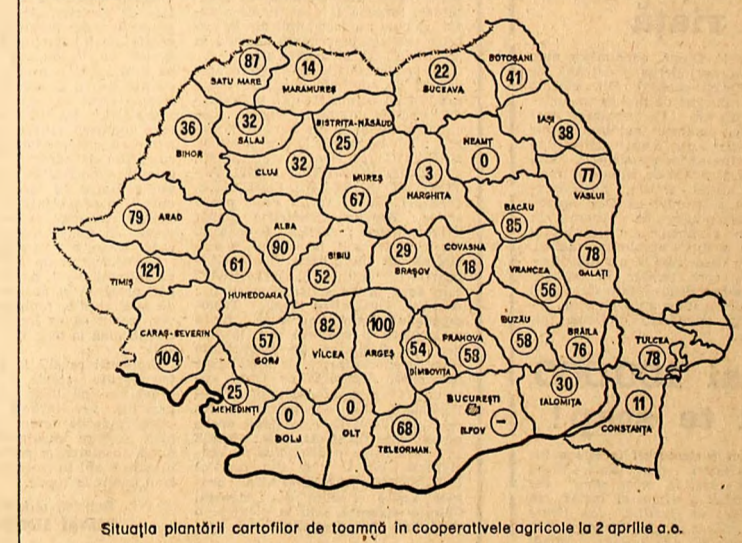 87
SATU MARE
14
MARAMUREȘ
22
SUCEAVA
BOTOȘANI
41
36
BIHOR
32
SĂLAJ
BISTRIȚA-NĂSĂUD
25
NEAMȚ
0
IAȘI
38
32
CLUJ
MUREȘ
67
3
HARGHITA
77
VASLUI
BACĂU
85
79 ARAD
ALBA
90
SIBIU
52
29
BRAȘOV
COVASNA
18
VRANCEA
56
78
GALAȚI
TIMIȘ
121
61
HUNEDOARA
CARAȘ-SEVERIN
104
57
GORJ
82
VÎLCEA
100
ARGEȘ
54
DÎMBOVIȚA
PRAHOVA
58
BUZĂU
58
BRĂILA
76
TULCEA
78
25
MEHEDINȚI
0
DOLJ
0
OLT
68
TELEORMAN
BUCUREȘTI
ILFOV –
30
IALOMIȚA
11
CONSTANȚA
Situația plantării cartofilor de toamnă în cooperativele agricole la 2 aprilie a.c.